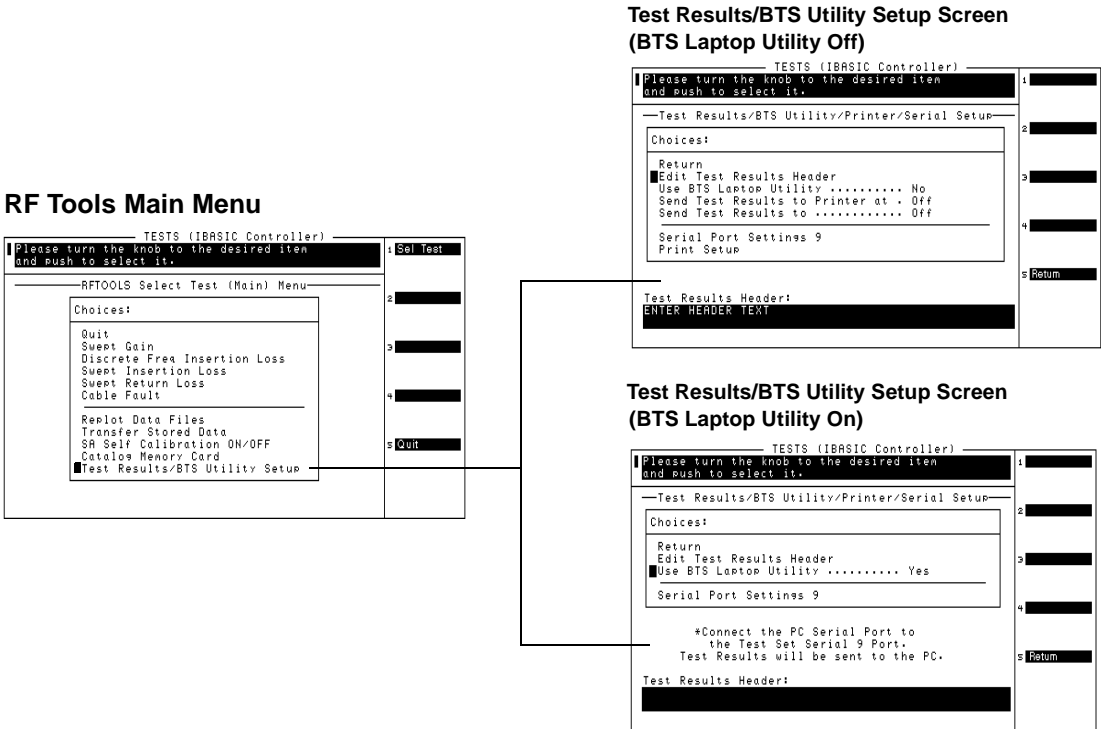 RF Tools Main Menu
TESTS (IBASIC Controller)
Please turn the knob to the desired item
and push to select it.
1 Sel Test
2
3
4
5 Quit
RFTOOLS Select Test (Main) Menu
Choices:
Quit
Swept Gain
Discrete Freq Insertion Loss
Swept Insertion Loss
Swept Return Loss
Cable Fault
Replot Data Files
Transfer Stored Data
SA Self Calibration ON/OFF
Catalog Memory Card
Test Results/BTS Utility Setup
Test Results/BTS Utility Setup Screen
(BTS Laptop Utility Off)
TESTS (IBASIC Controller)
Please turn the knob to the desired item
and push to select it.
1
2
3
4
5 Return
Test Results/BTS Utility/Printer/Serial Setup
Choices:
Return
Edit Test Results Header
Use BTS Laptop Utility .......... No
Send Test Results to Printer at . Off
Send Test Results to ............ Off
Serial Port Settings 9
Print Setup
Test Results Header:
ENTER HEADER TEXT
Test Results/BTS Utility Setup Screen
(BTS Laptop Utility On)
TESTS (IBASIC Controller)
Please turn the knob to the desired item
and push to select it.
1
2
3
4
5 Return
Test Results/BTS Utility/Printer/Serial Setup
Choices:
Return
Edit Test Results Header
Use BTS Laptop Utility .......... Yes
Serial Port Settings 9
*Connect the PC Serial Port to
the Test Set Serial 9 Port.
Test Results will be sent to the PC.
Test Results Header: